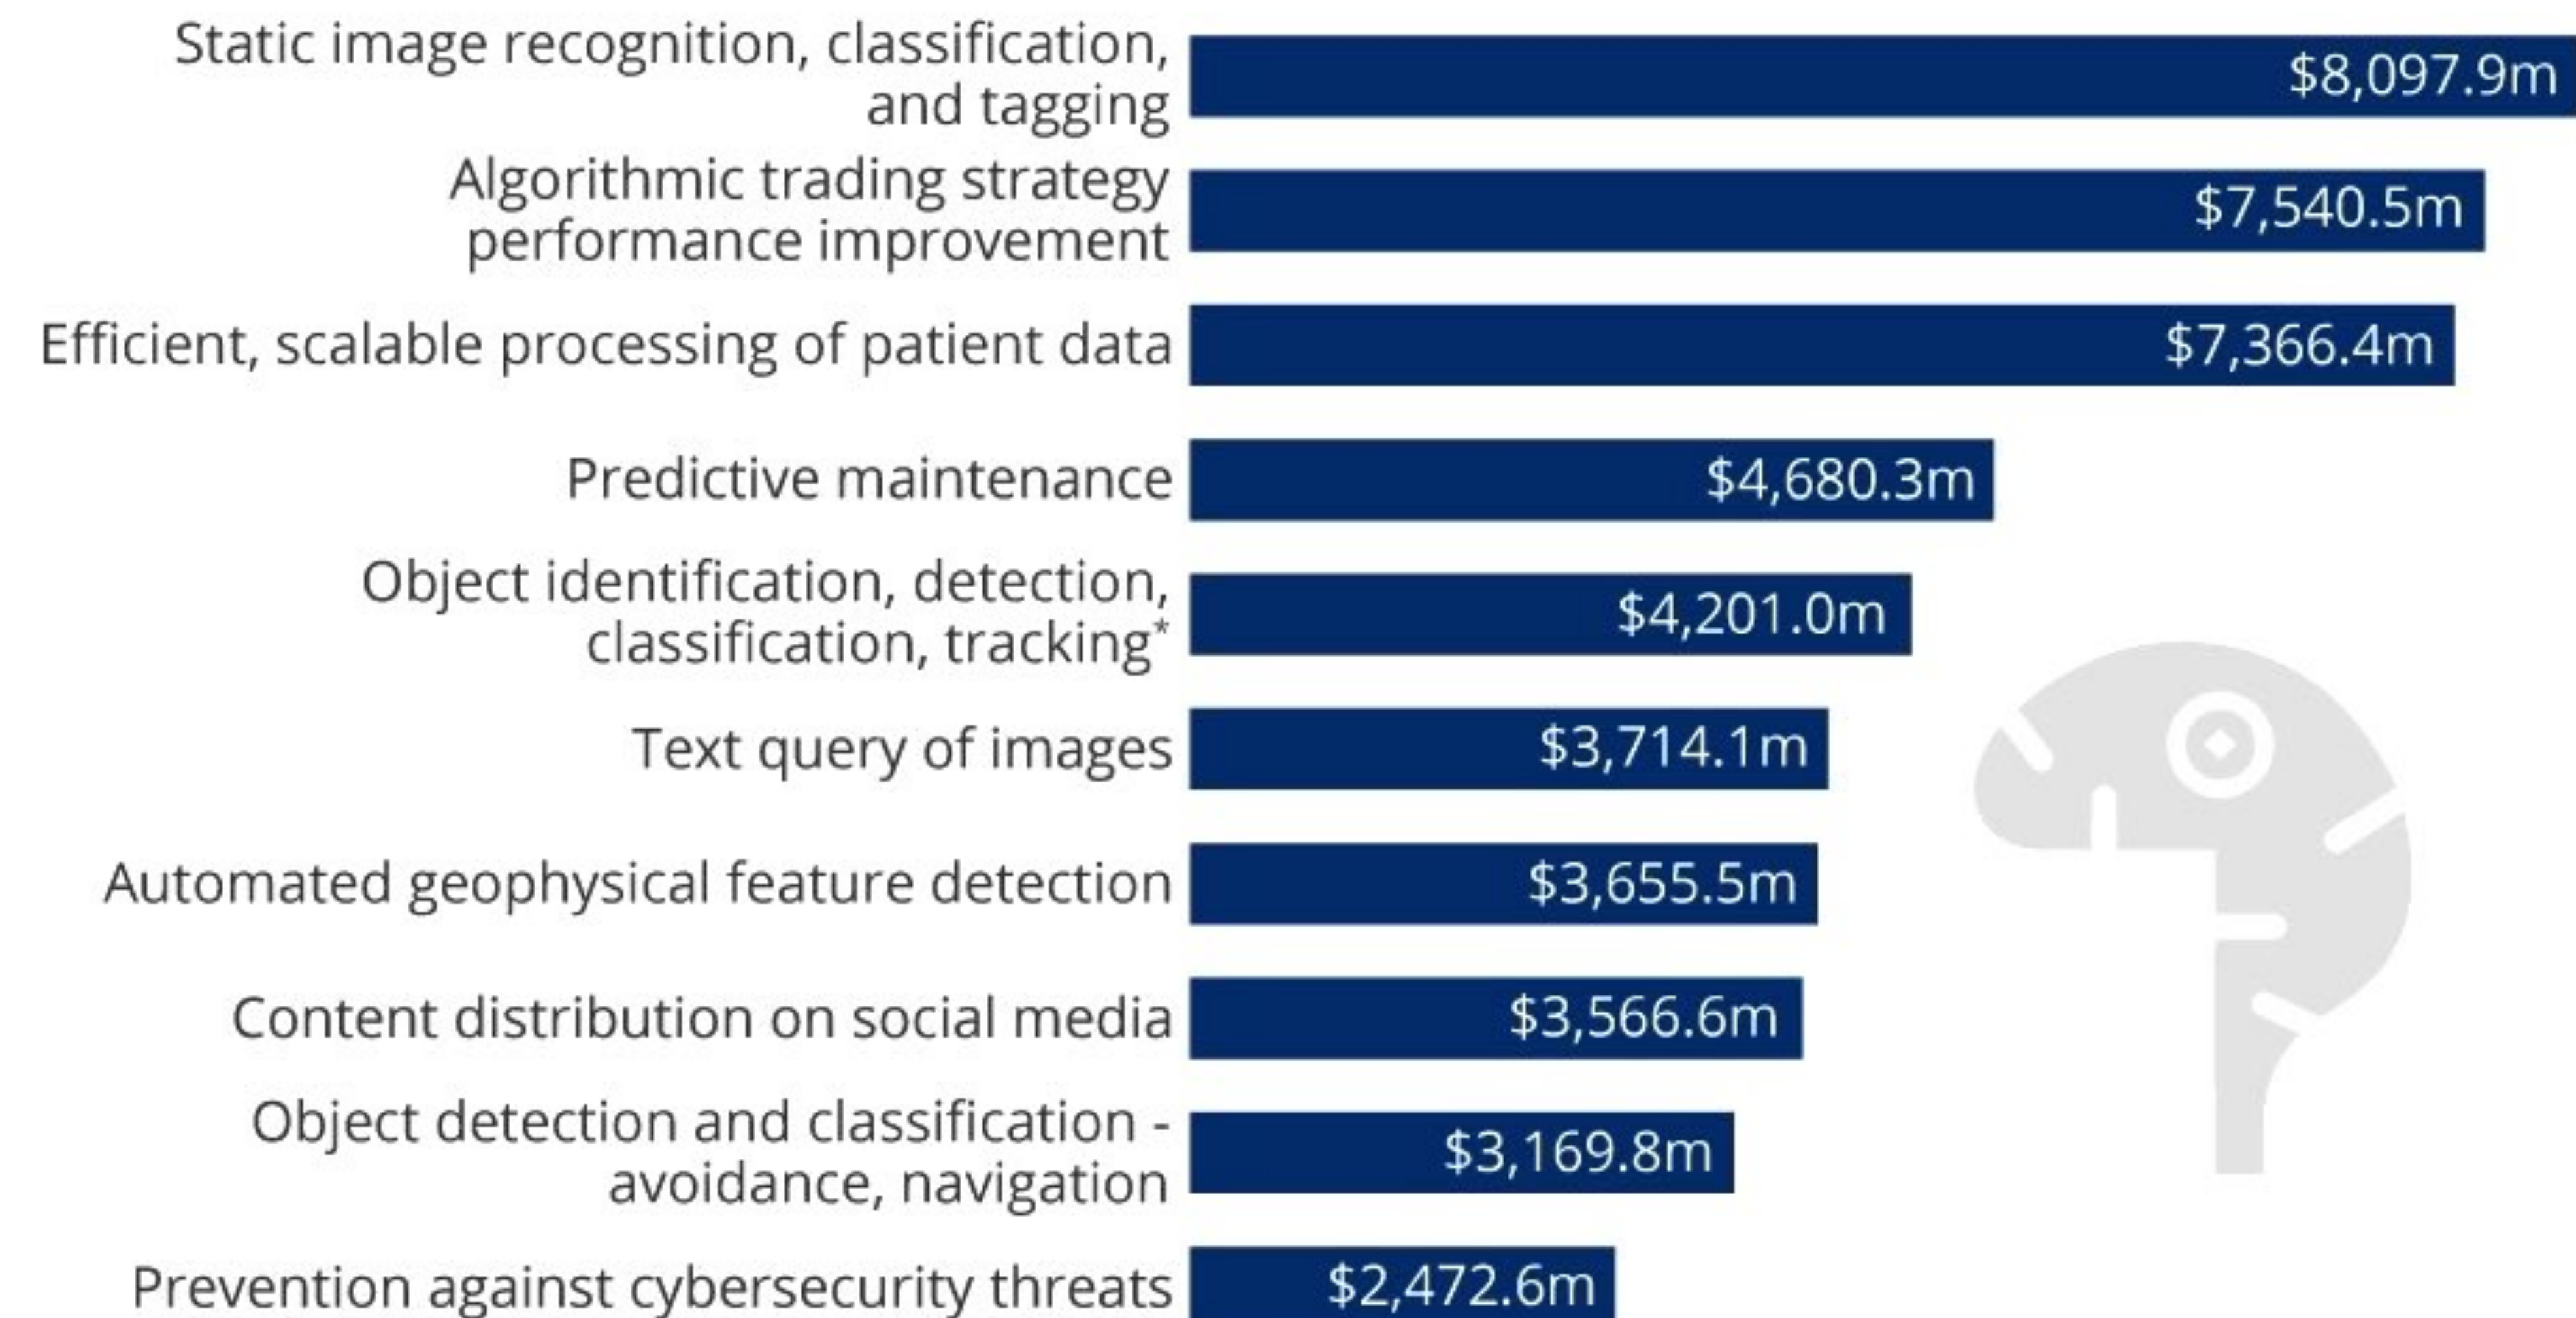 Static image recognition, classification,
and tagging
$8,097.9m
Algorithmic trading strategy
performance improvement
$7,540.5m
Efficient, scalable processing of patient data
$7,366.4m
Predictive maintenance
$4,680.3m
Object identification, detection,
classification, tracking*
$4,201.0m
Text query of images
$3,714.1m
Automated geophysical feature detection
$3,655.5m
Content distribution on social media
$3,566.6m
Object detection and classification -
avoidance, navigation
$3,169.8m
Prevention against cybersecurity threats
$2,472.6m